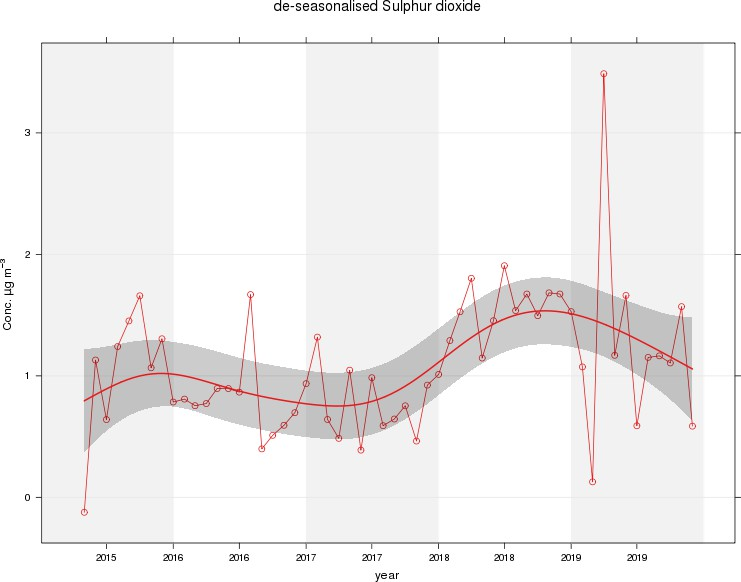 de-seasonalised Sulphur dioxide
3
2
1
0
Conc. µg m⁻³
2015 2016 2016 2017 2017 2018 2018 2019 2019
year